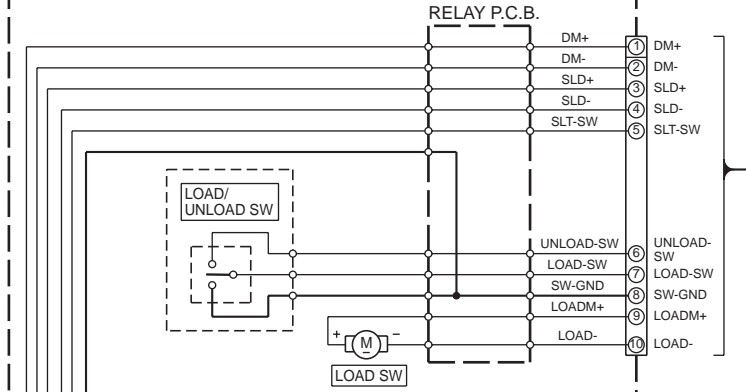 RELAY P.C.B.
DM+ 1 DM+
DM- 2 DM-
SLD+ 3 SLD+
SLD- 4 SLD-
SLT-SW 5 SLT-SW
LOAD/
UNLOAD SW
UNLOAD-SW 6 UNLOAD-
SW
LOAD-SW 7 LOAD-SW
SW-GND 8 SW-GND
LOADM+ 9 LOADM+
+ M −
LOAD- 10 LOAD-
LOAD SW